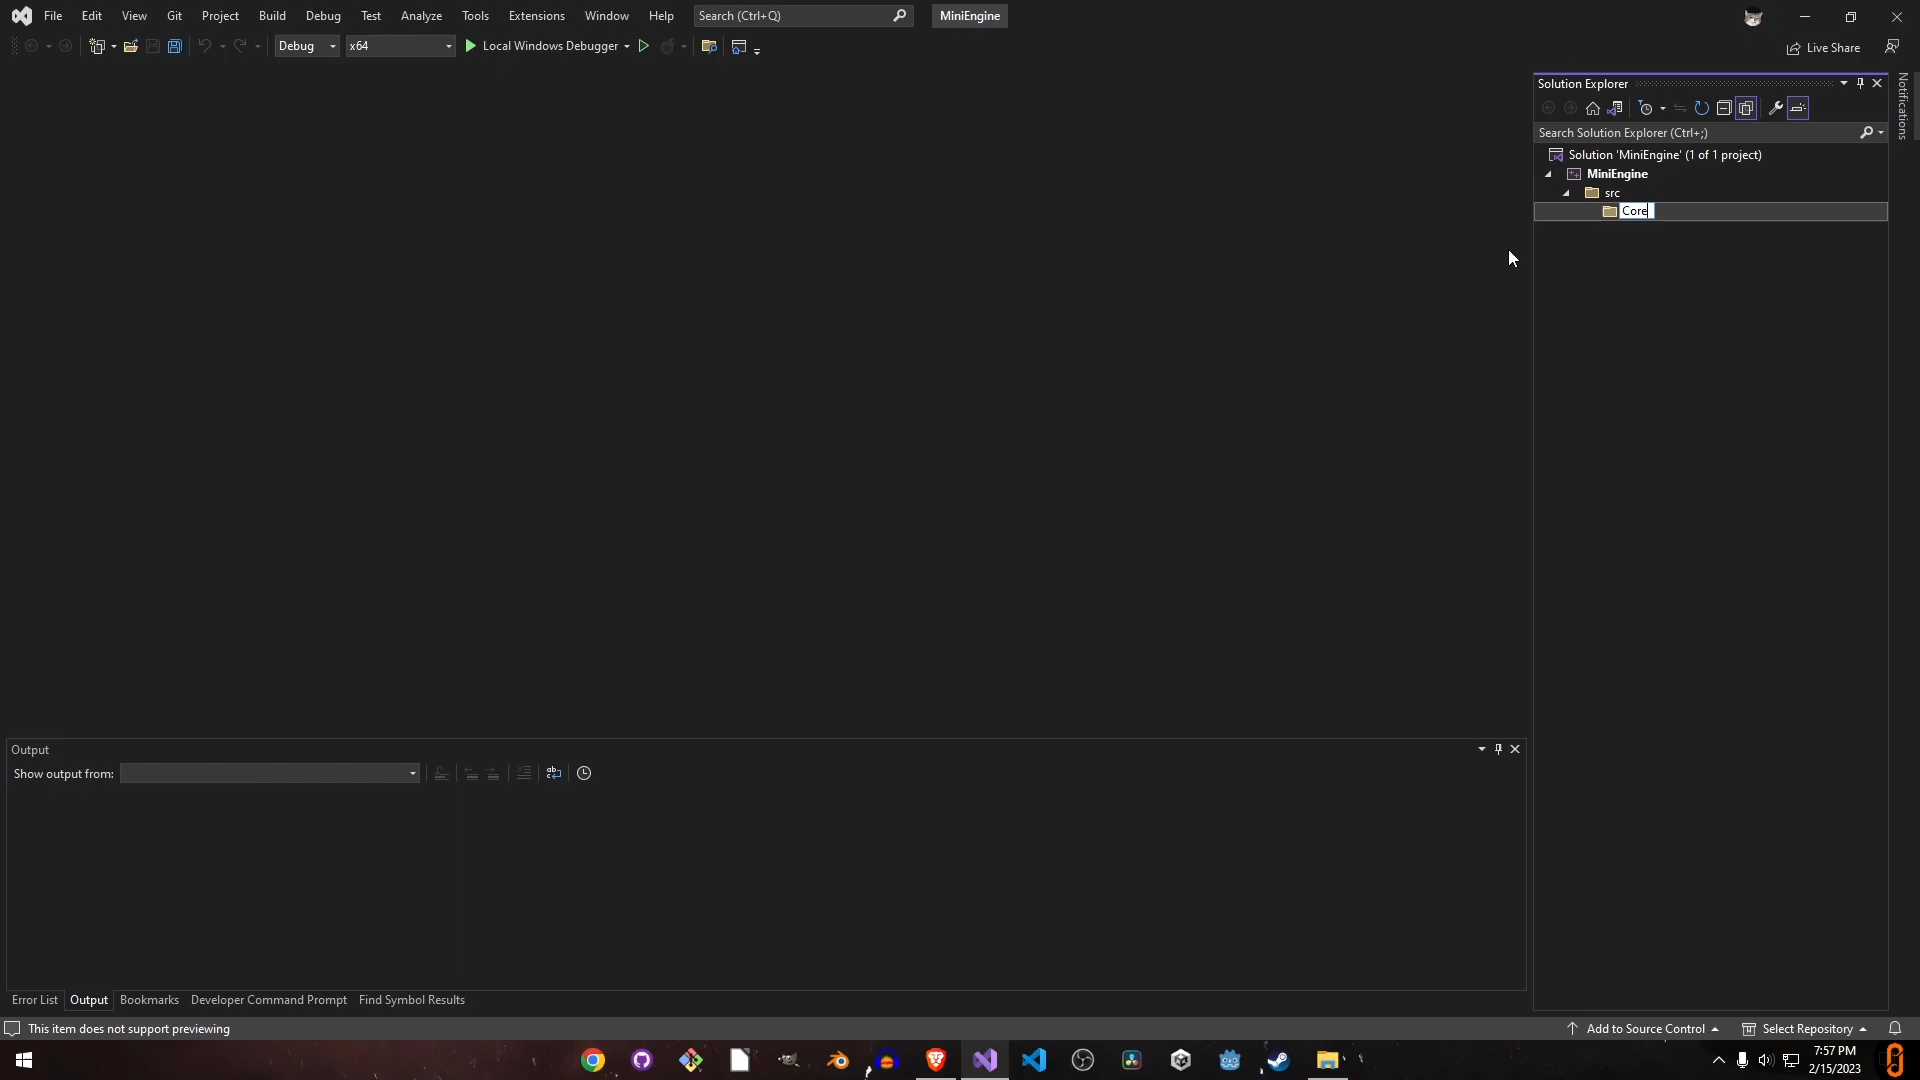 File Edit View Git Project Build Debug Test Analyze Tools Extensions Window Help Search (Ctrl+Q) MiniEngine
Debug x64 Local Windows Debugger Live Share
Solution Explorer
Notifications
Search Solution Explorer (Ctrl+;)
Solution 'MiniEngine' (1 of 1 project)
MiniEngine
src
Core
Output
Show output from:
Error List Output Bookmarks Developer Command Prompt Find Symbol Results
This item does not support previewing Add to Source Control Select Repository
7:57 PM
2/15/2023